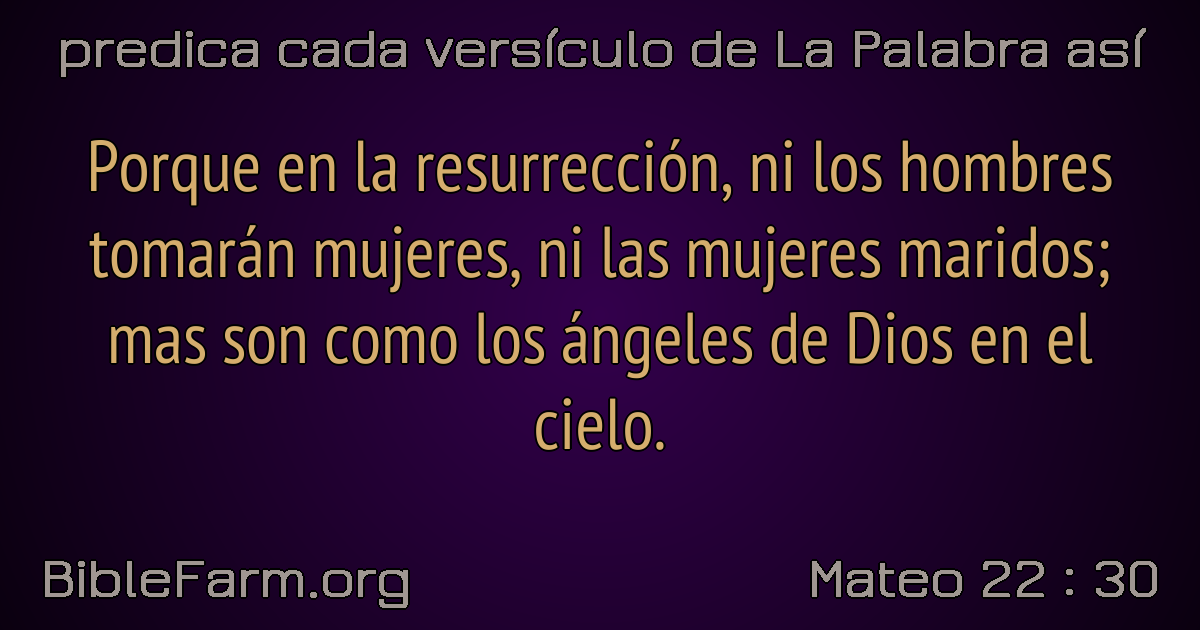 predica cada versículo de La Palabra así
Porque en la resurrección, ni los hombres
tomarán mujeres, ni las mujeres maridos;
mas son como los ángeles de Dios en el
cielo.
BibleFarm.org
Mateo 22 : 30